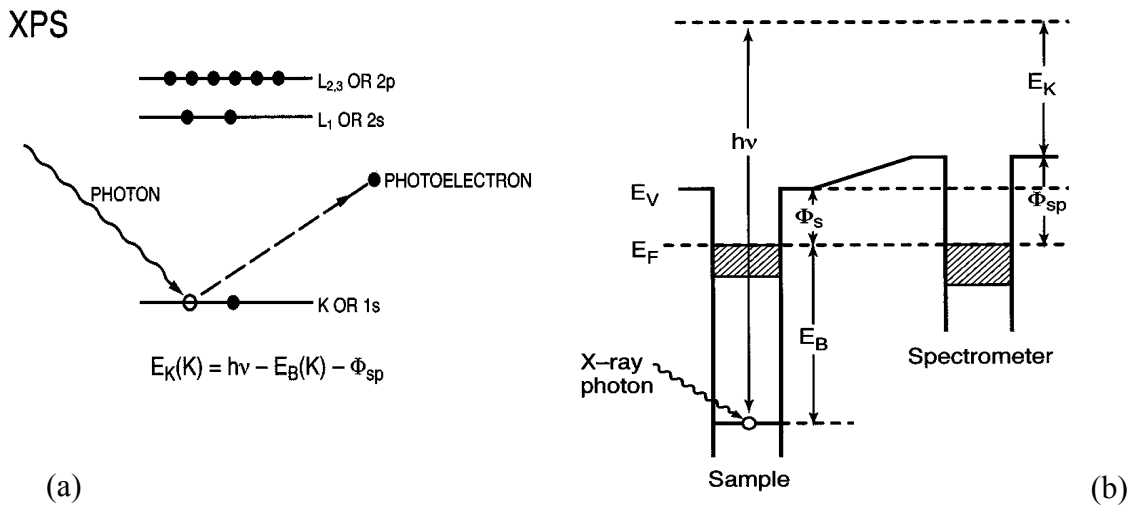 XPS
L2,3 OR 2p
L1 OR 2s
PHOTON
PHOTOELECTRON
K OR 1s
EK(K) = hν – EB(K) – Φsp
(a)
EK
hν
EV
Φs
Φsp
EF
EB
Spectrometer
X–ray
photon
Sample
(b)